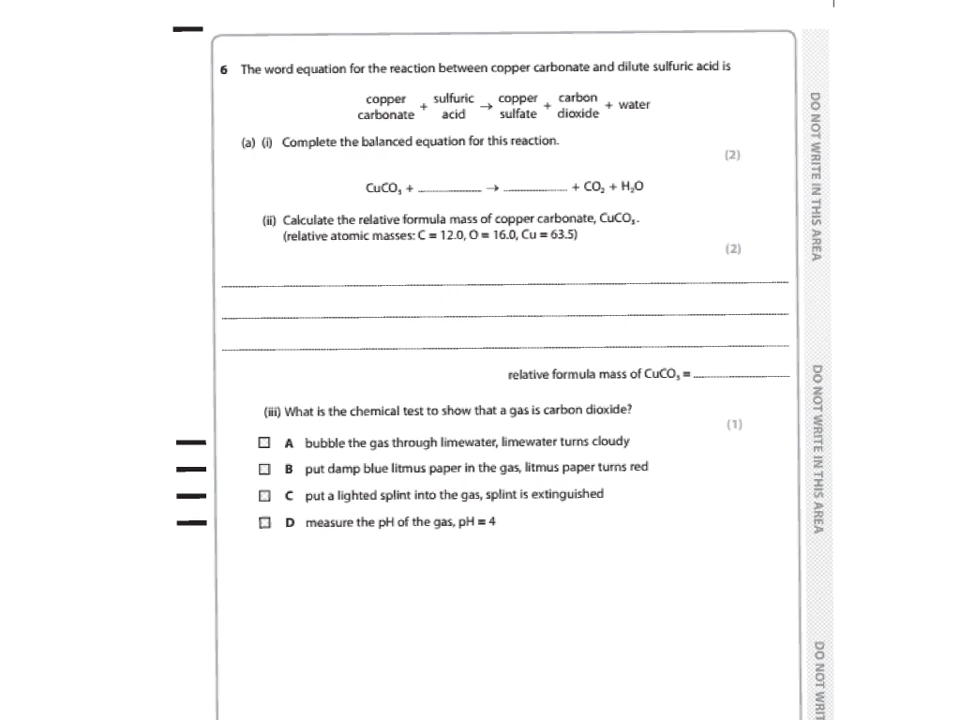 6 The word equation for the reaction between copper carbonate and dilute sulfuric acid is
copper carbonate + sulfuric acid → copper sulfate + carbon dioxide + water
(a) (i) Complete the balanced equation for this reaction.
(2)
CuCO₃ + .................... → .................... + CO₂ + H₂O
(ii) Calculate the relative formula mass of copper carbonate, CuCO₃.
(relative atomic masses: C = 12.0, O = 16.0, Cu = 63.5)
(2)
relative formula mass of CuCO₃ = ....................
(iii) What is the chemical test to show that a gas is carbon dioxide?
(1)
A bubble the gas through limewater, limewater turns cloudy
B put damp blue litmus paper in the gas, litmus paper turns red
C put a lighted splint into the gas, splint is extinguished
D measure the pH of the gas, pH = 4
DO NOT WRITE IN THIS AREA
DO NOT WRITE IN THIS AREA
DO NOT WRIT